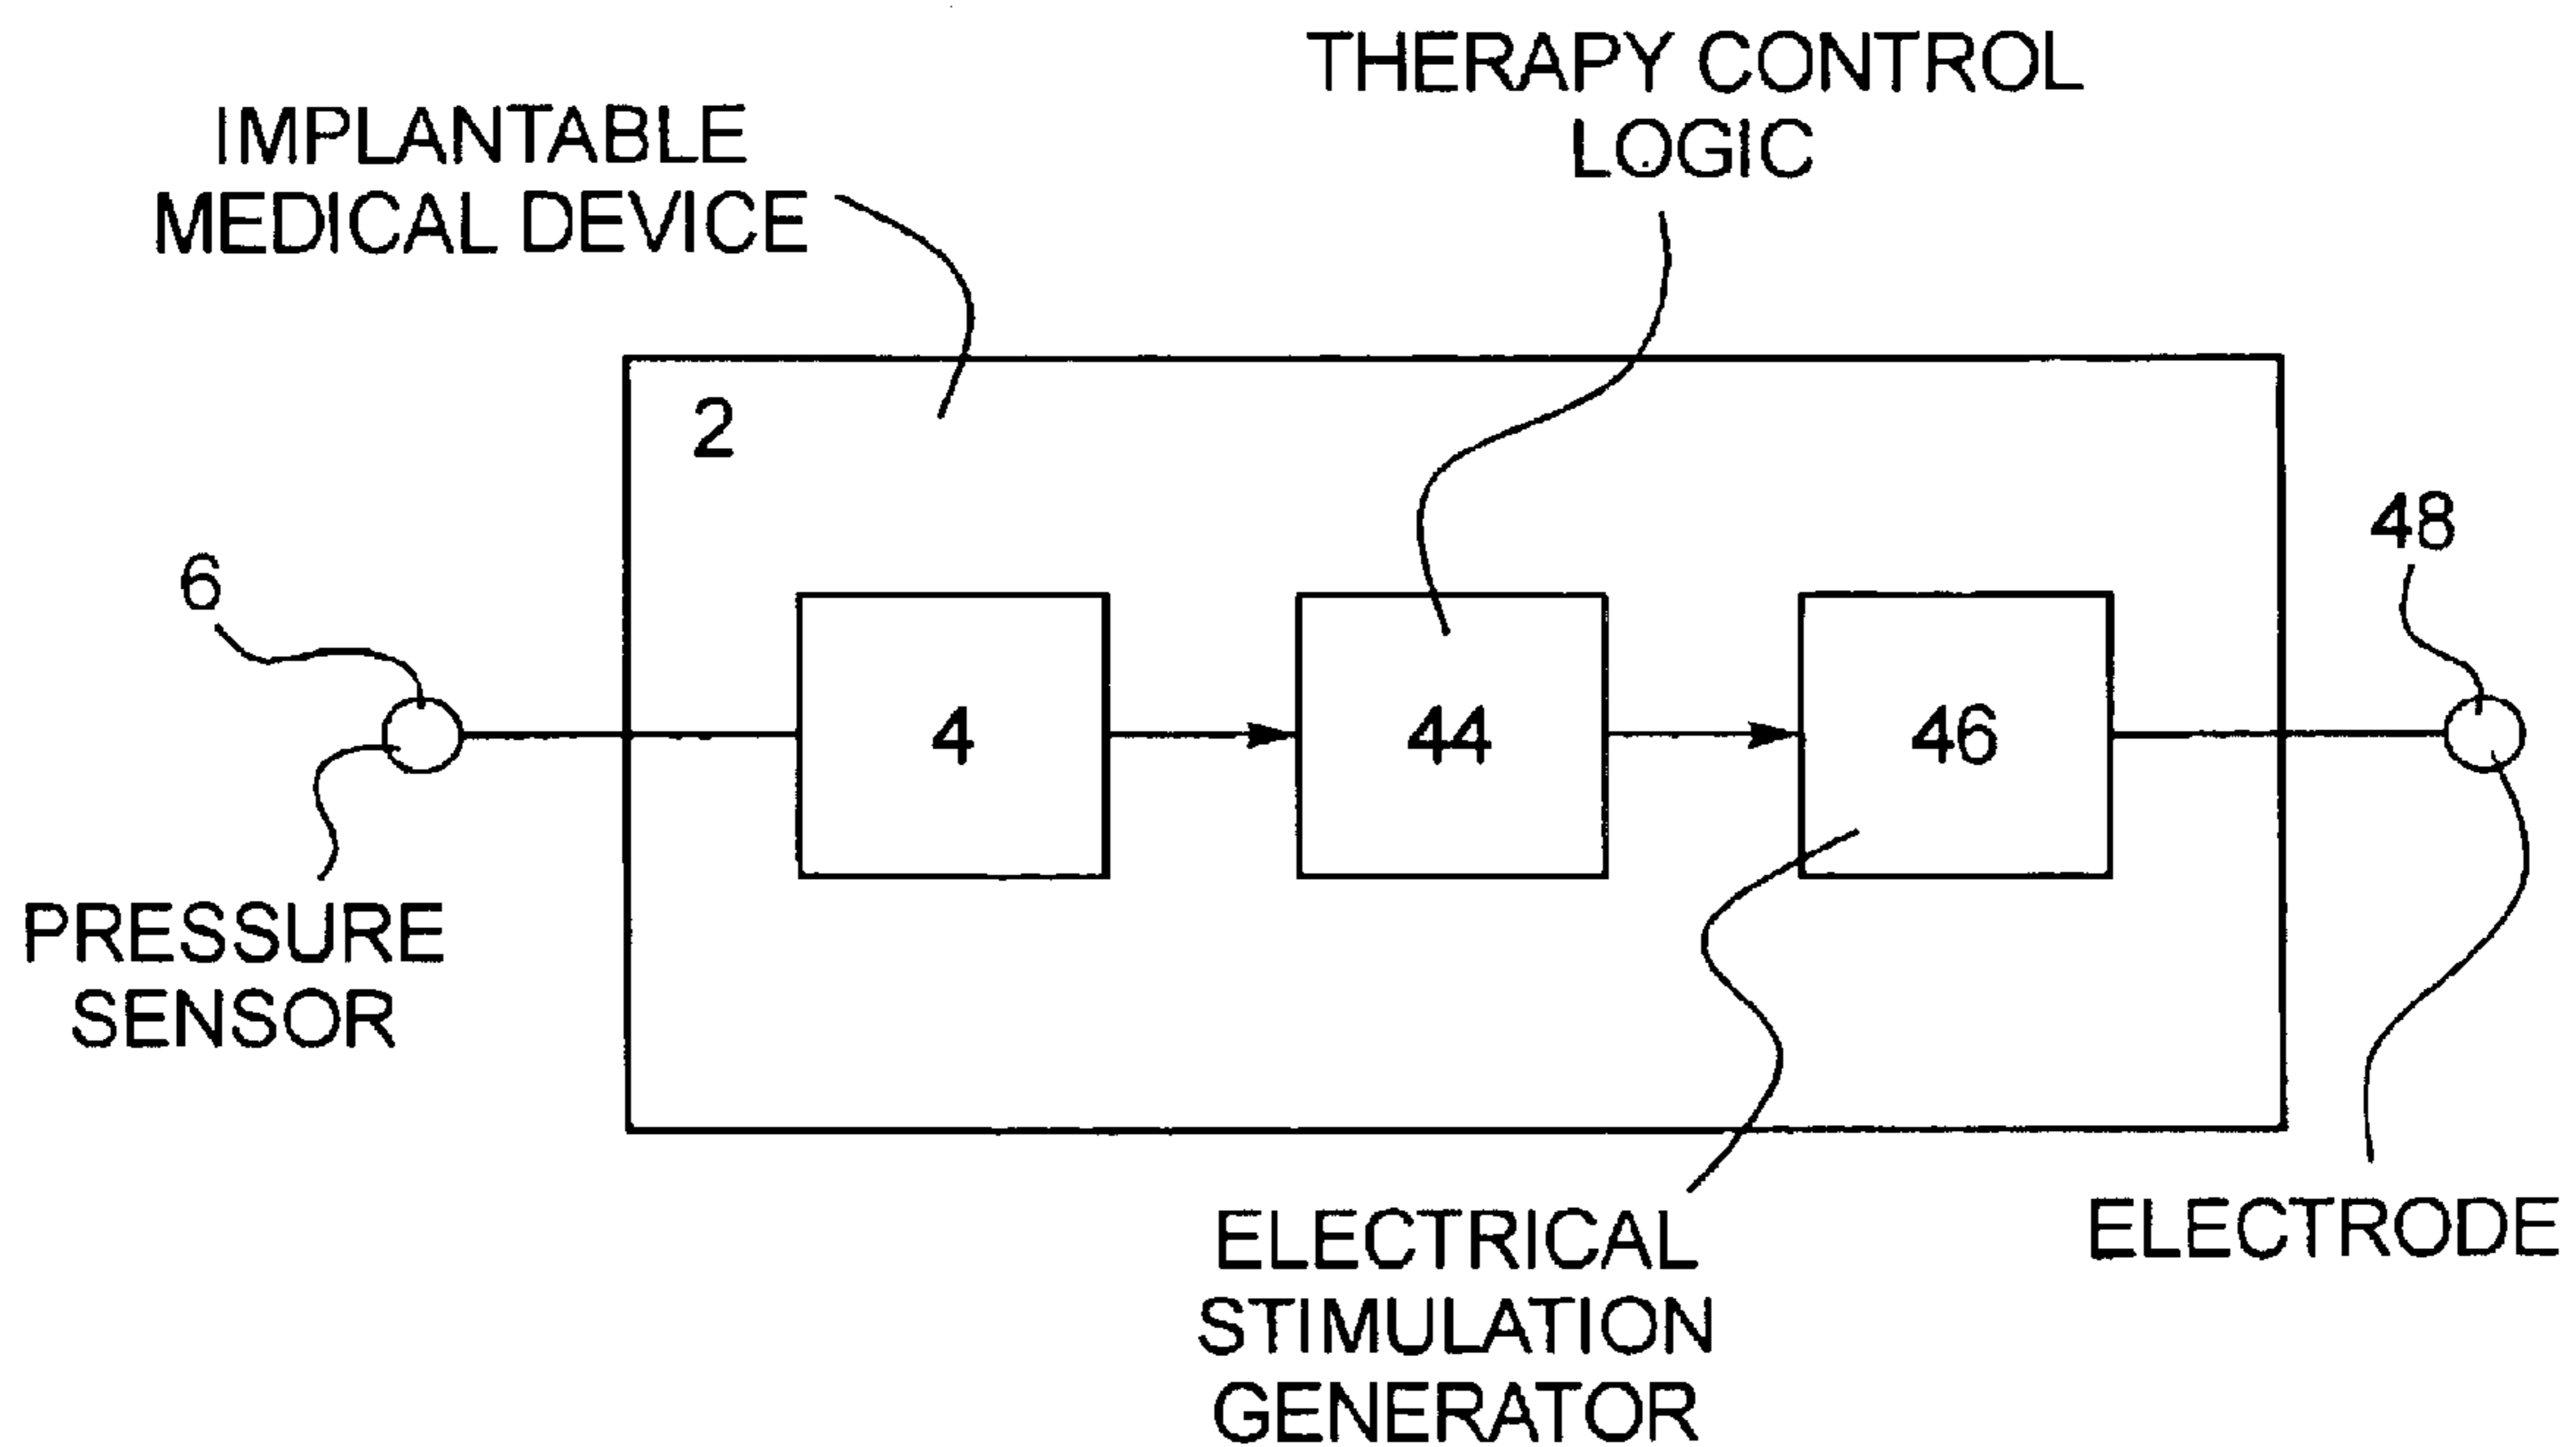 THERAPY CONTROL
LOGIC
IMPLANTABLE
MEDICAL DEVICE
2
48
6
4
44
46
PRESSURE
SENSOR
ELECTRODE
ELECTRICAL
STIMULATION
GENERATOR